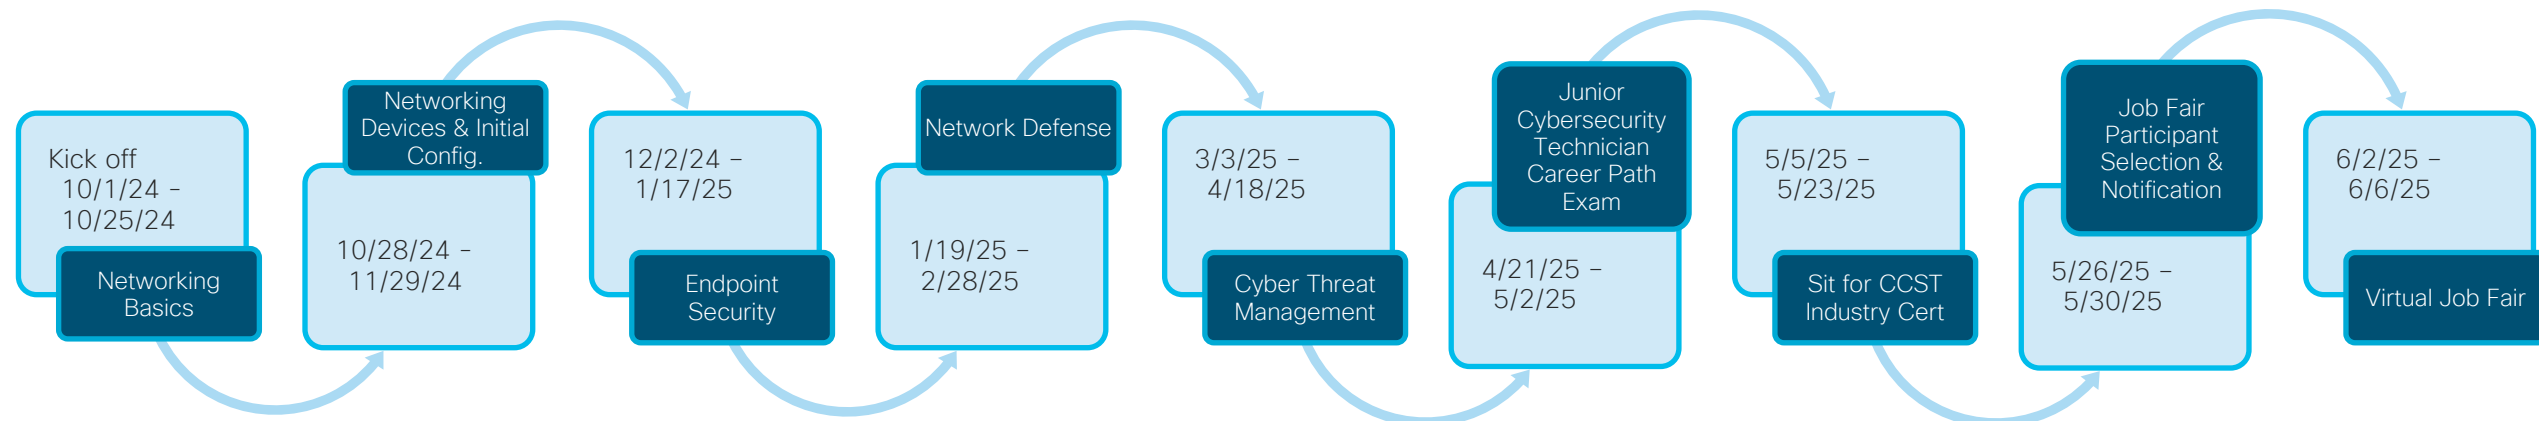 Kick off
10/1/24 –
10/25/24
Networking
Basics
Networking
Devices & Initial
Config.
10/28/24 –
11/29/24
12/2/24 –
1/17/25
Endpoint
Security
Network Defense
1/19/25 –
2/28/25
3/3/25 –
4/18/25
Cyber Threat
Management
Junior
Cybersecurity
Technician
Career Path
Exam
4/21/25 –
5/2/25
5/5/25 –
5/23/25
Sit for CCST
Industry Cert
Job Fair
Participant
Selection &
Notification
5/26/25 –
5/30/25
6/2/25 –
6/6/25
Virtual Job Fair